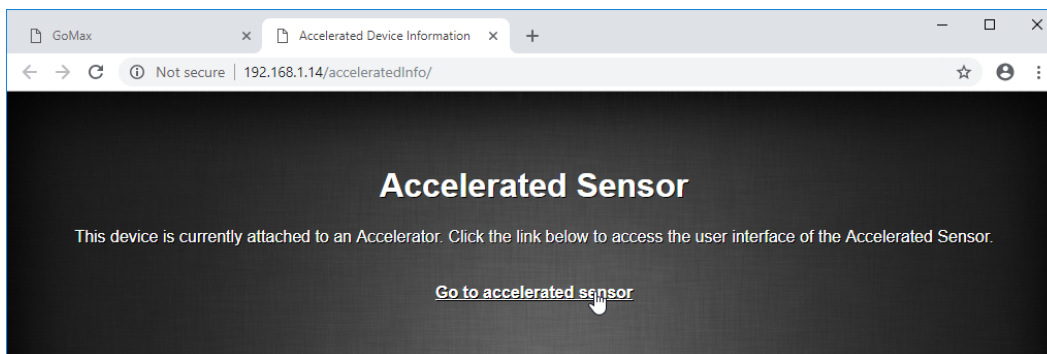 GoMax
Accelerated Device Information
Not secure | 192.168.1.14/acceleratedInfo/
Accelerated Sensor
This device is currently attached to an Accelerator. Click the link below to access the user interface of the Accelerated Sensor.
Go to accelerated sensor